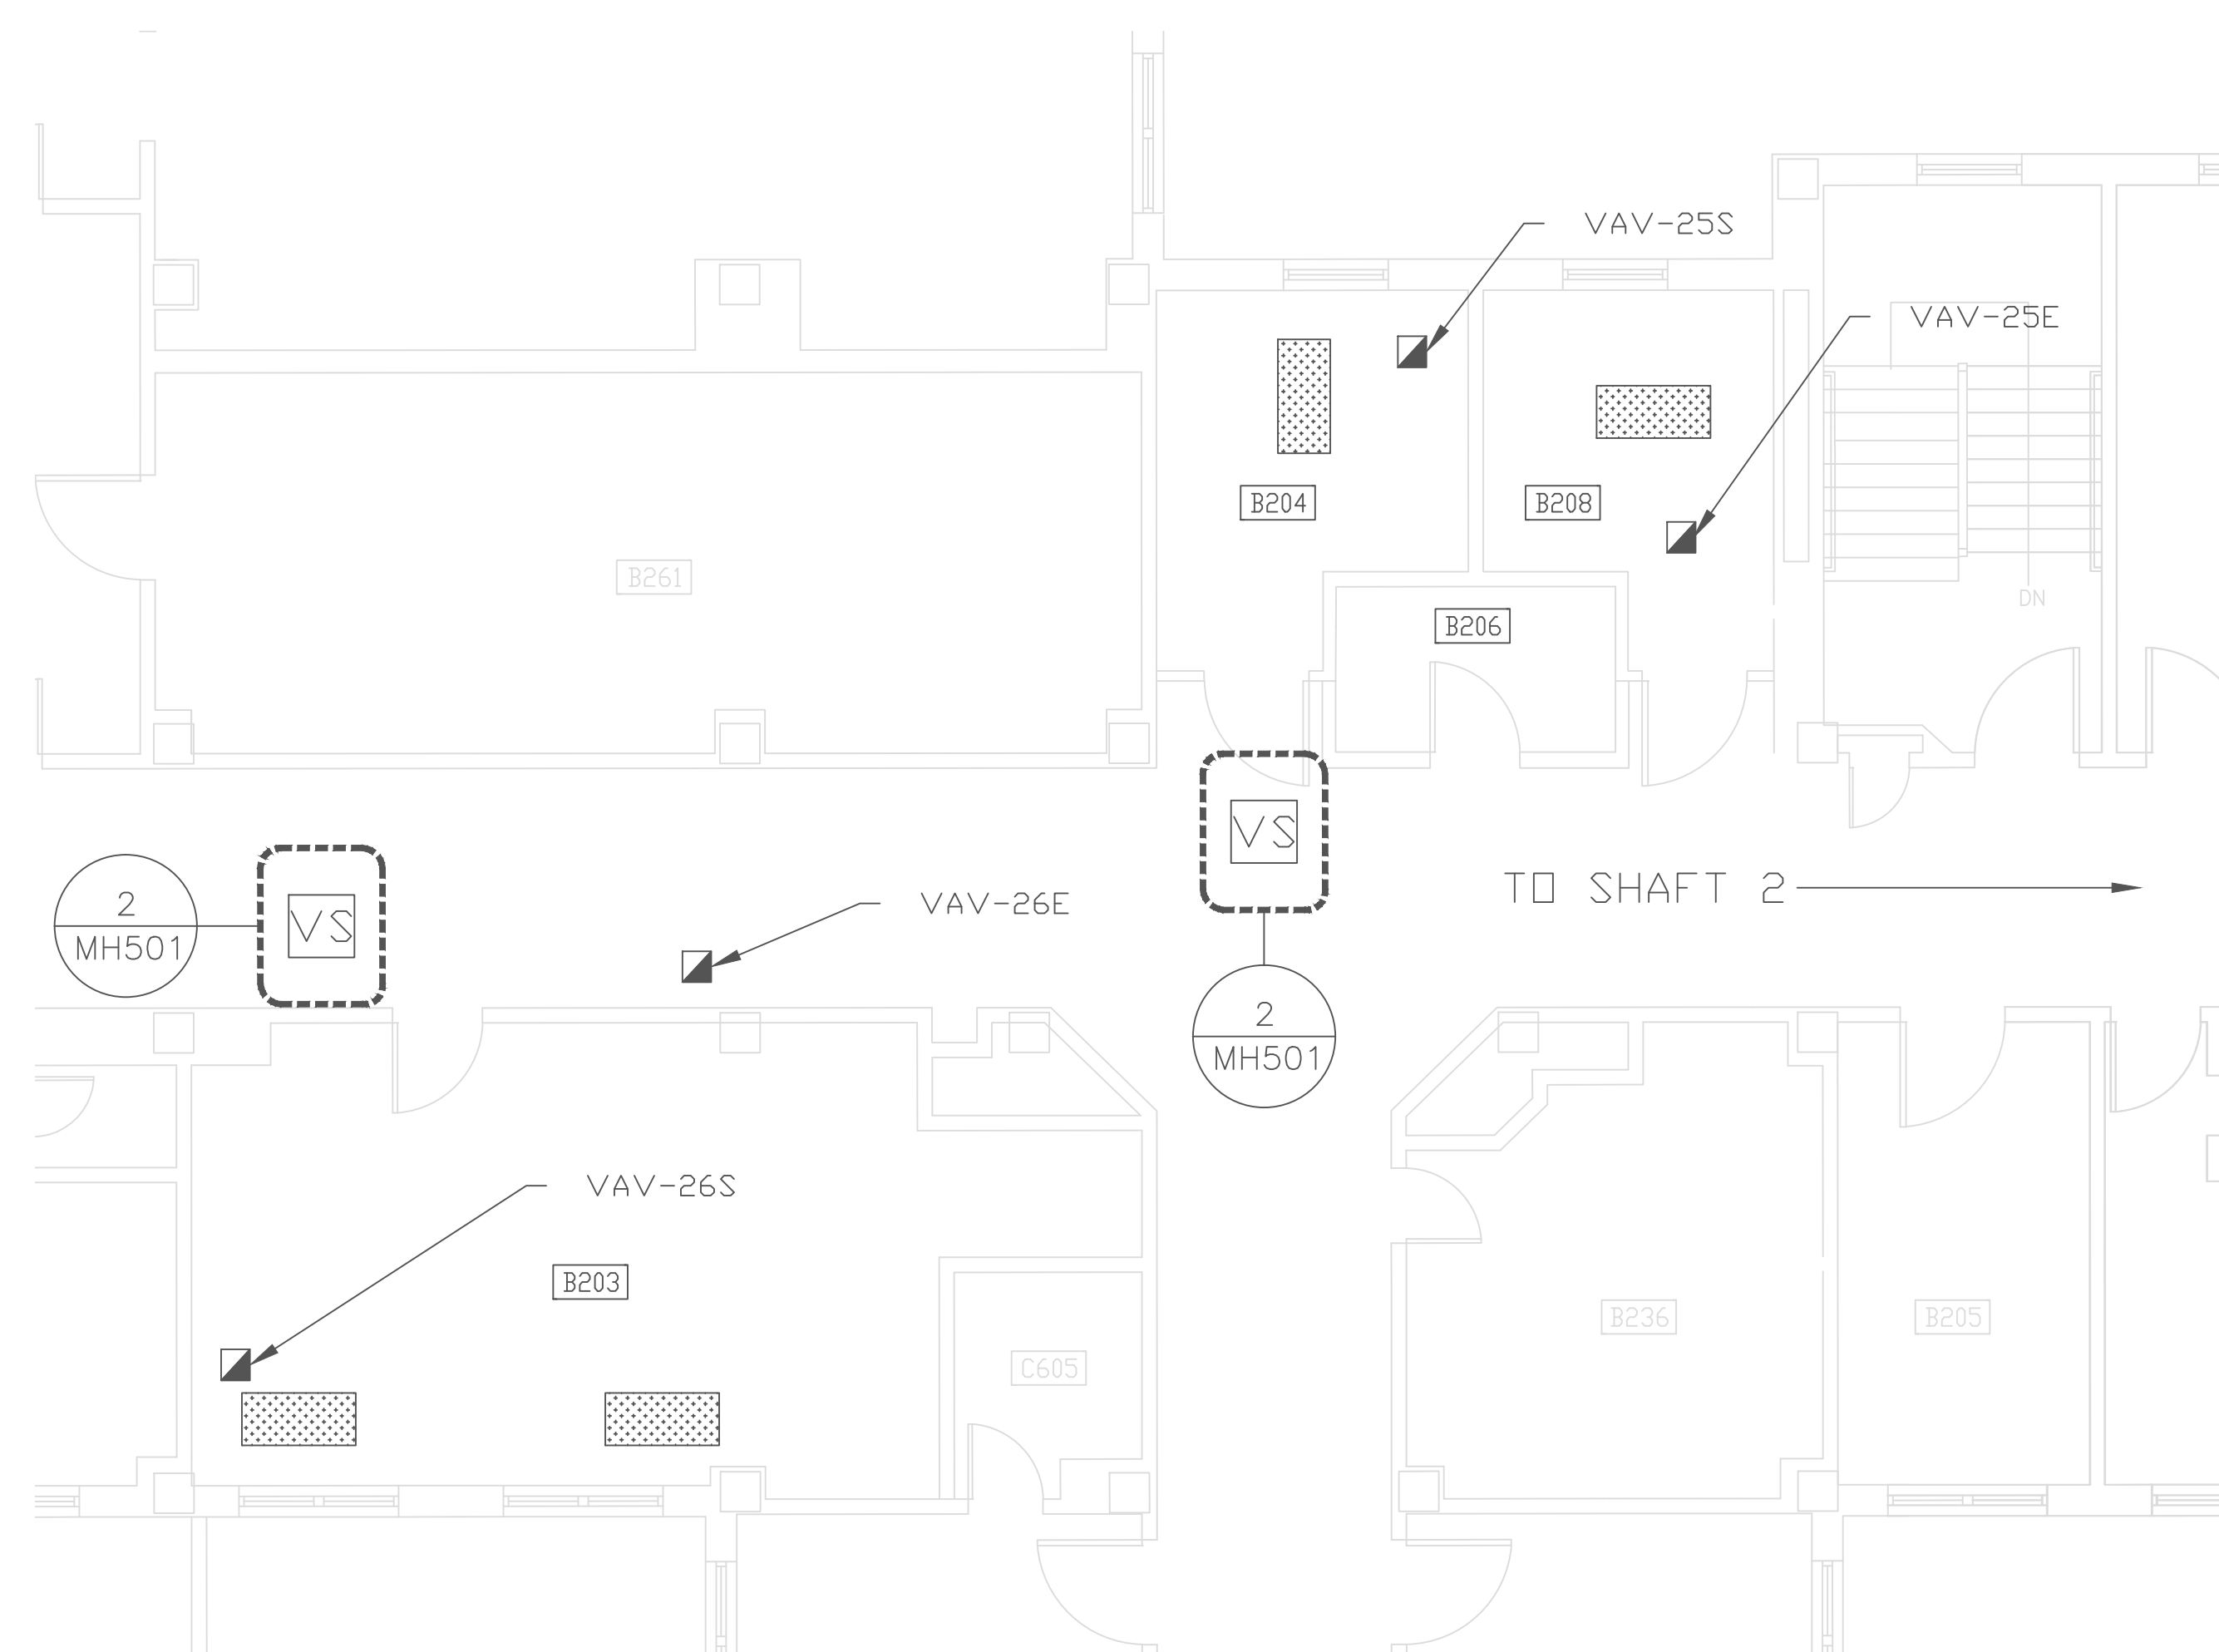 VAV-25S
VAV-25E
B204
B208
B261
DN
B206
VS
VS
TO SHAFT 2
2
MH501
VAV-26E
2
MH501
VAV-26S
B203
B236
B205
C605